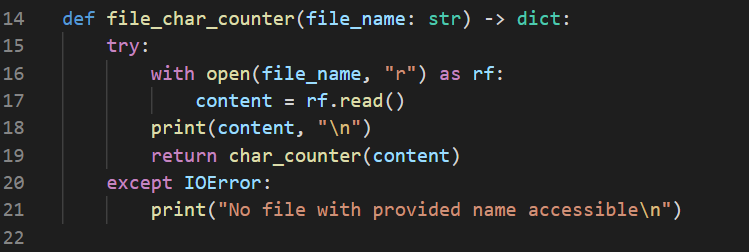 14 def file_char_counter(file_name: str) -> dict:
15     try:
16         with open(file_name, "r") as rf:
17             content = rf.read()
18         print(content, "\n")
19         return char_counter(content)
20     except IOError:
21         print("No file with provided name accessible\n")
22